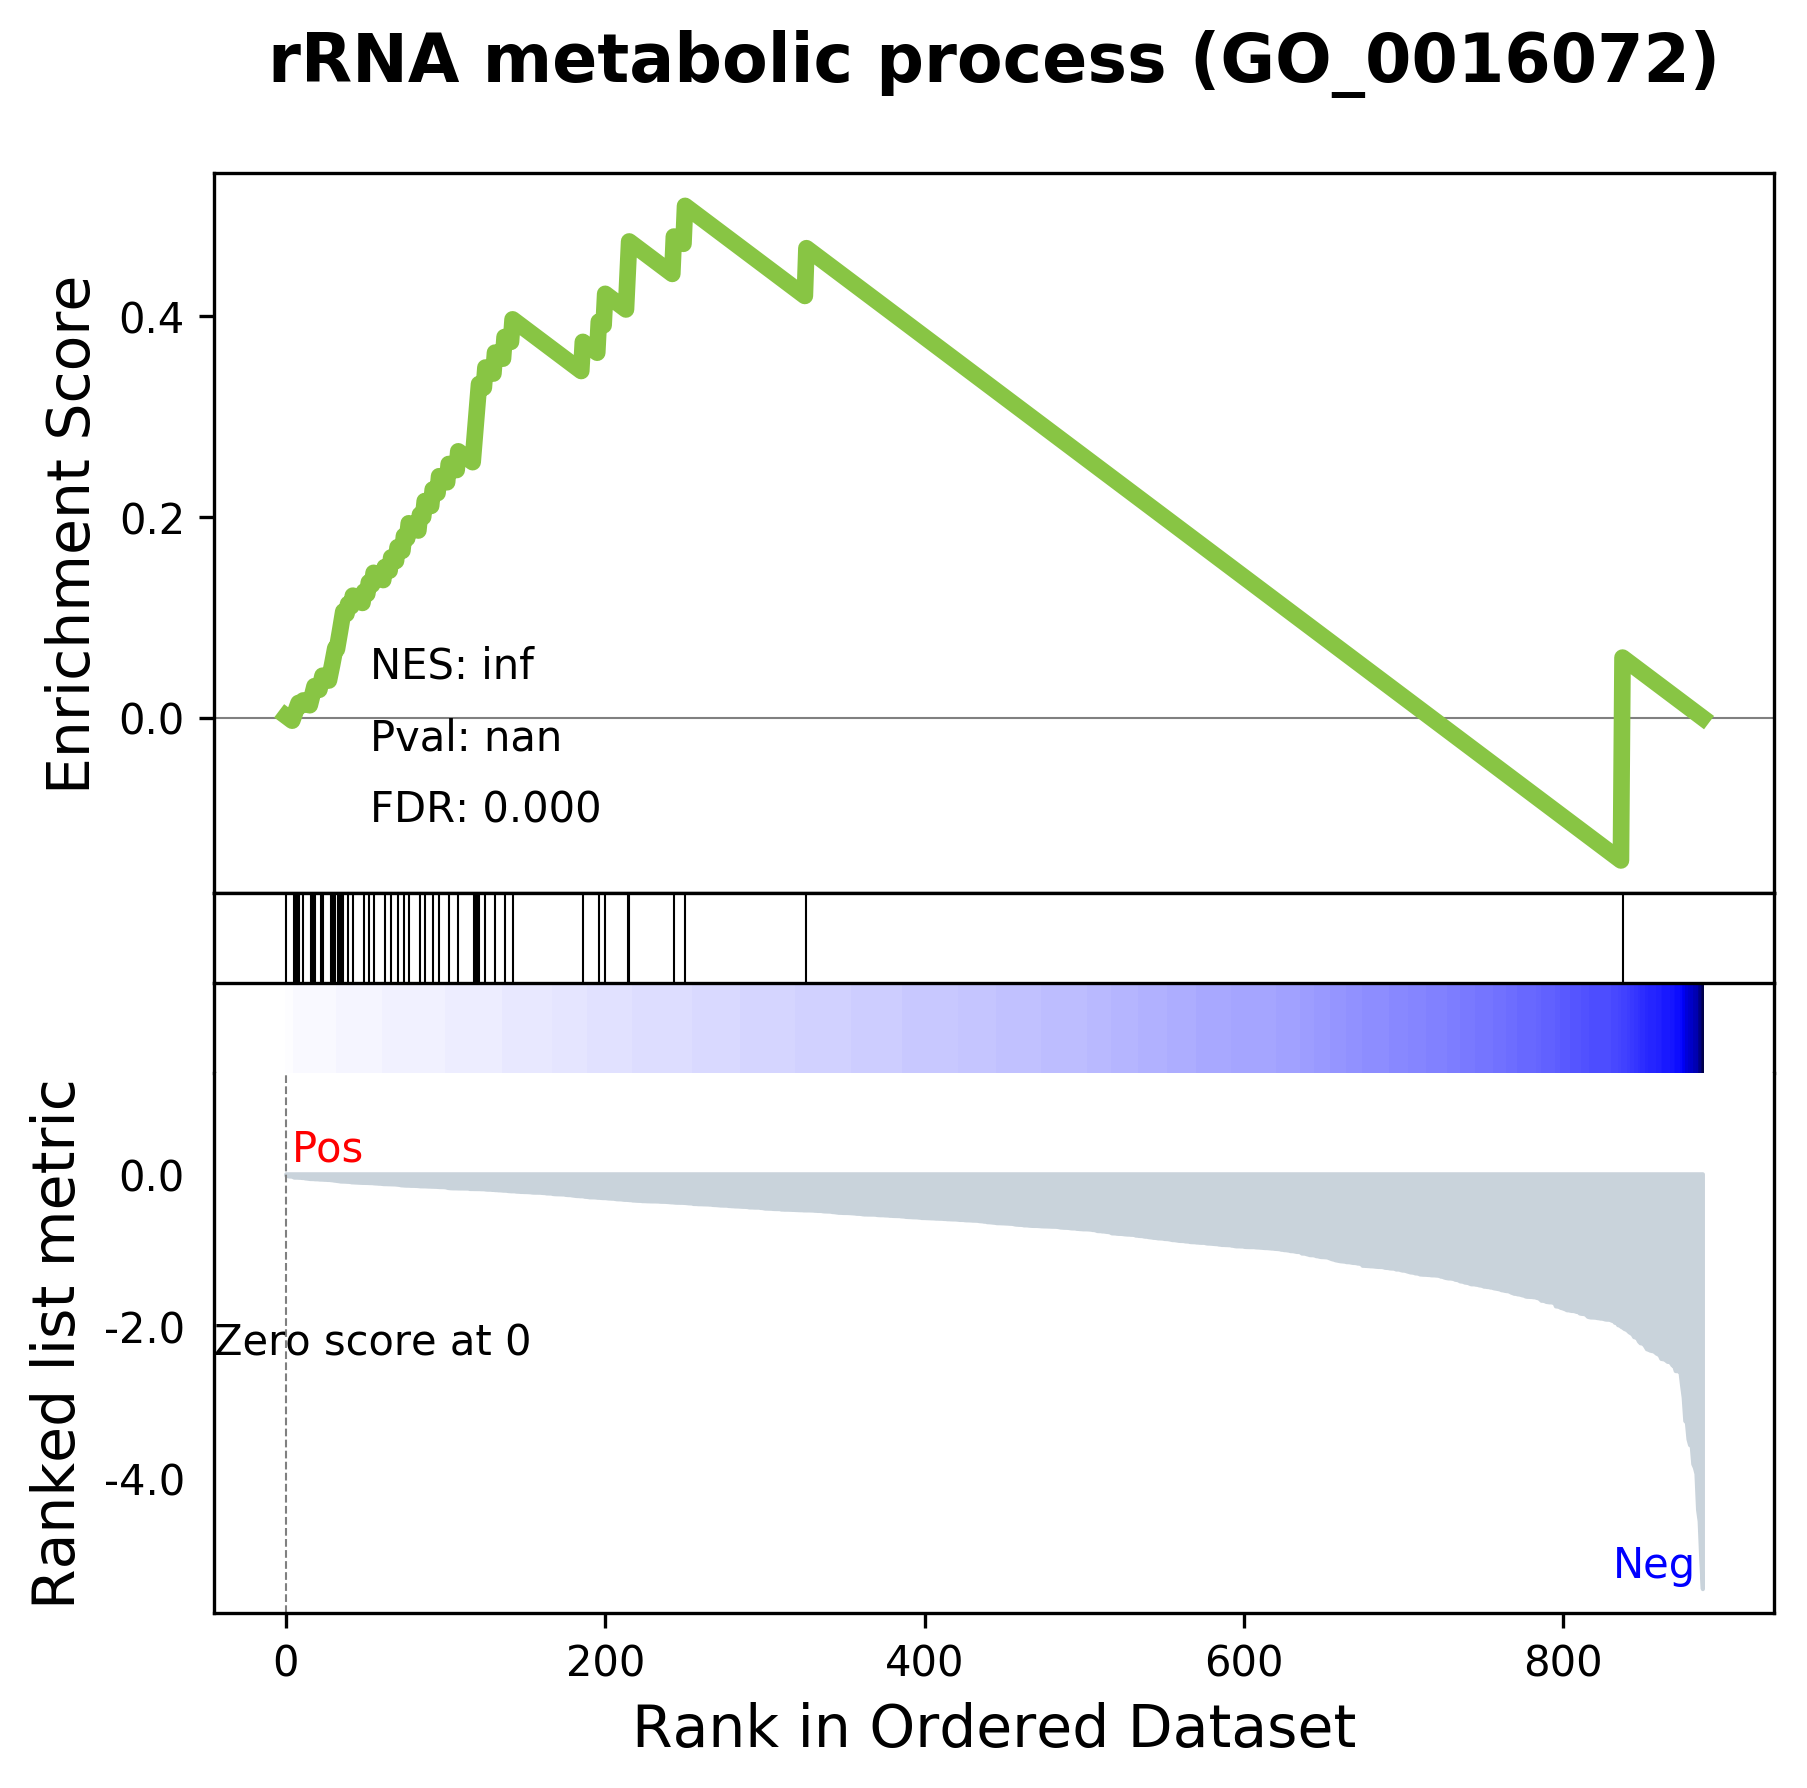 rRNA metabolic process (GO_0016072)
Enrichment Score
0.4
0.2
0.0
NES: inf
Pval: nan
FDR: 0.000
Ranked list metric
Pos
0.0
-2.0
Zero score at 0
-4.0
Neg
0 200 400 600 800
Rank in Ordered Dataset